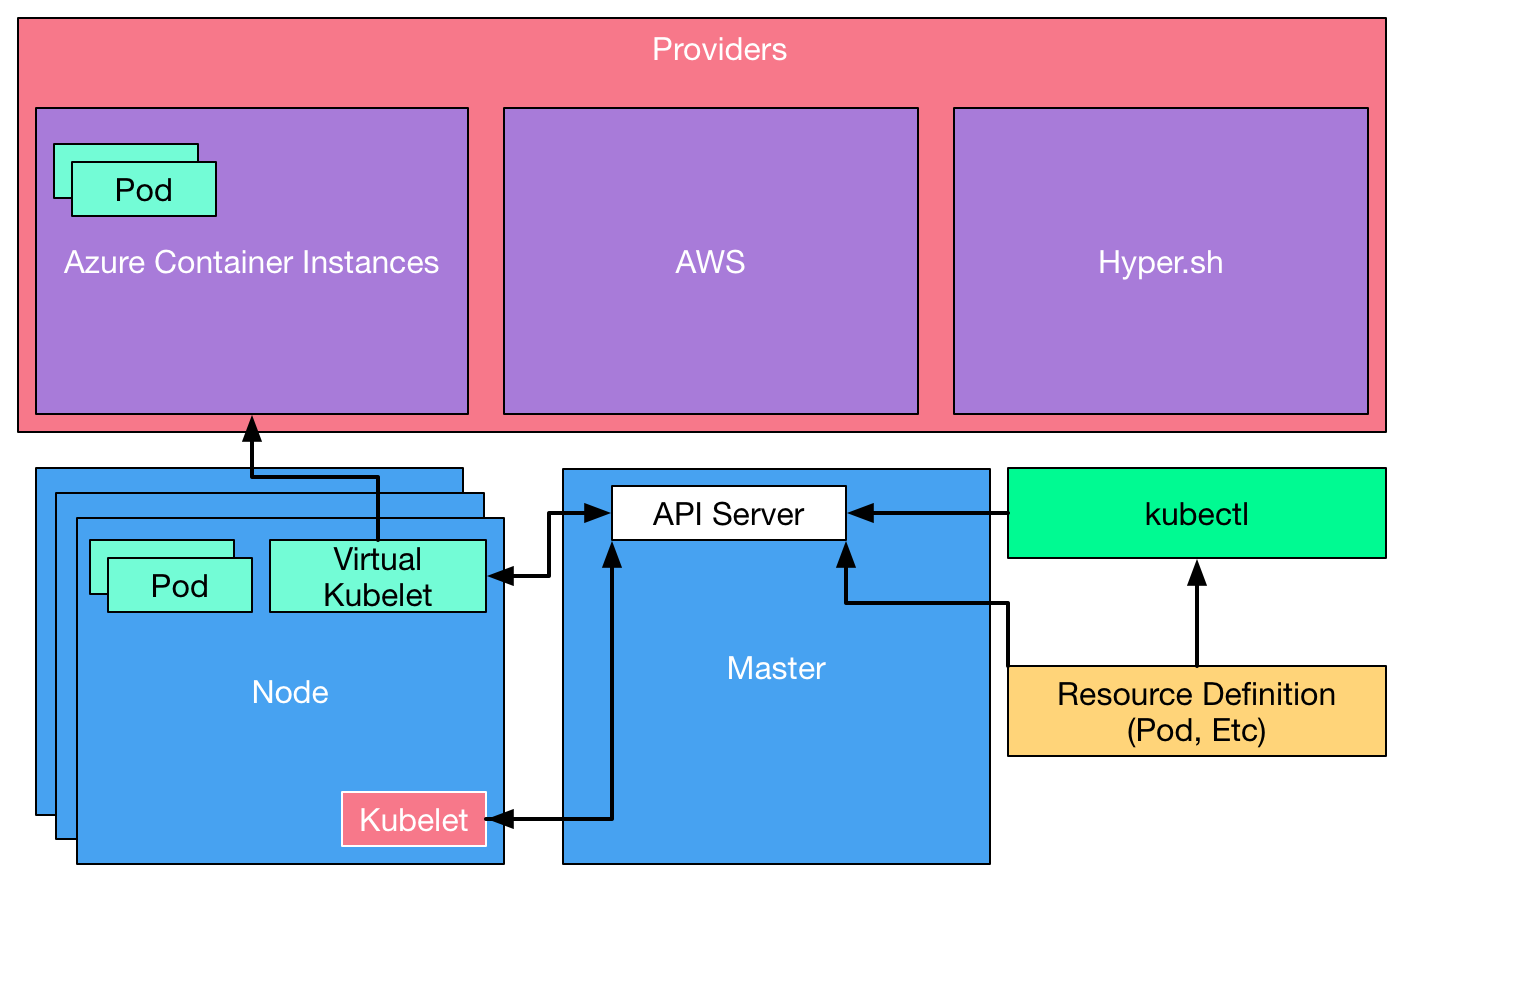 Providers
Pod
Azure Container Instances
AWS
Hyper.sh
API Server
kubectl
Virtual
Kubelet
Pod
Master
Node
Resource Definition
(Pod, Etc)
Kubelet